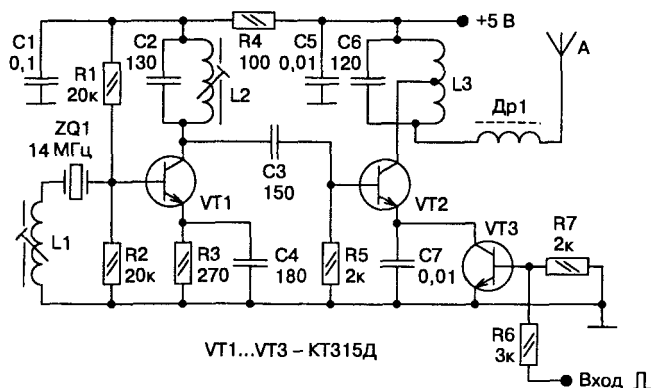 +5 В
C1
0,1
R1
20к
C2
130
L2
R4
100
C5
0,01
C6
120
L3
A
Др1
ZQ1
14 МГц
C3
150
VT1
VT2
VT3
R7
2к
L1
R2
20к
R3
270
C4
180
R5
2к
C7
0,01
R6
3к
VT1...VT3 – КТ315Д
Вход